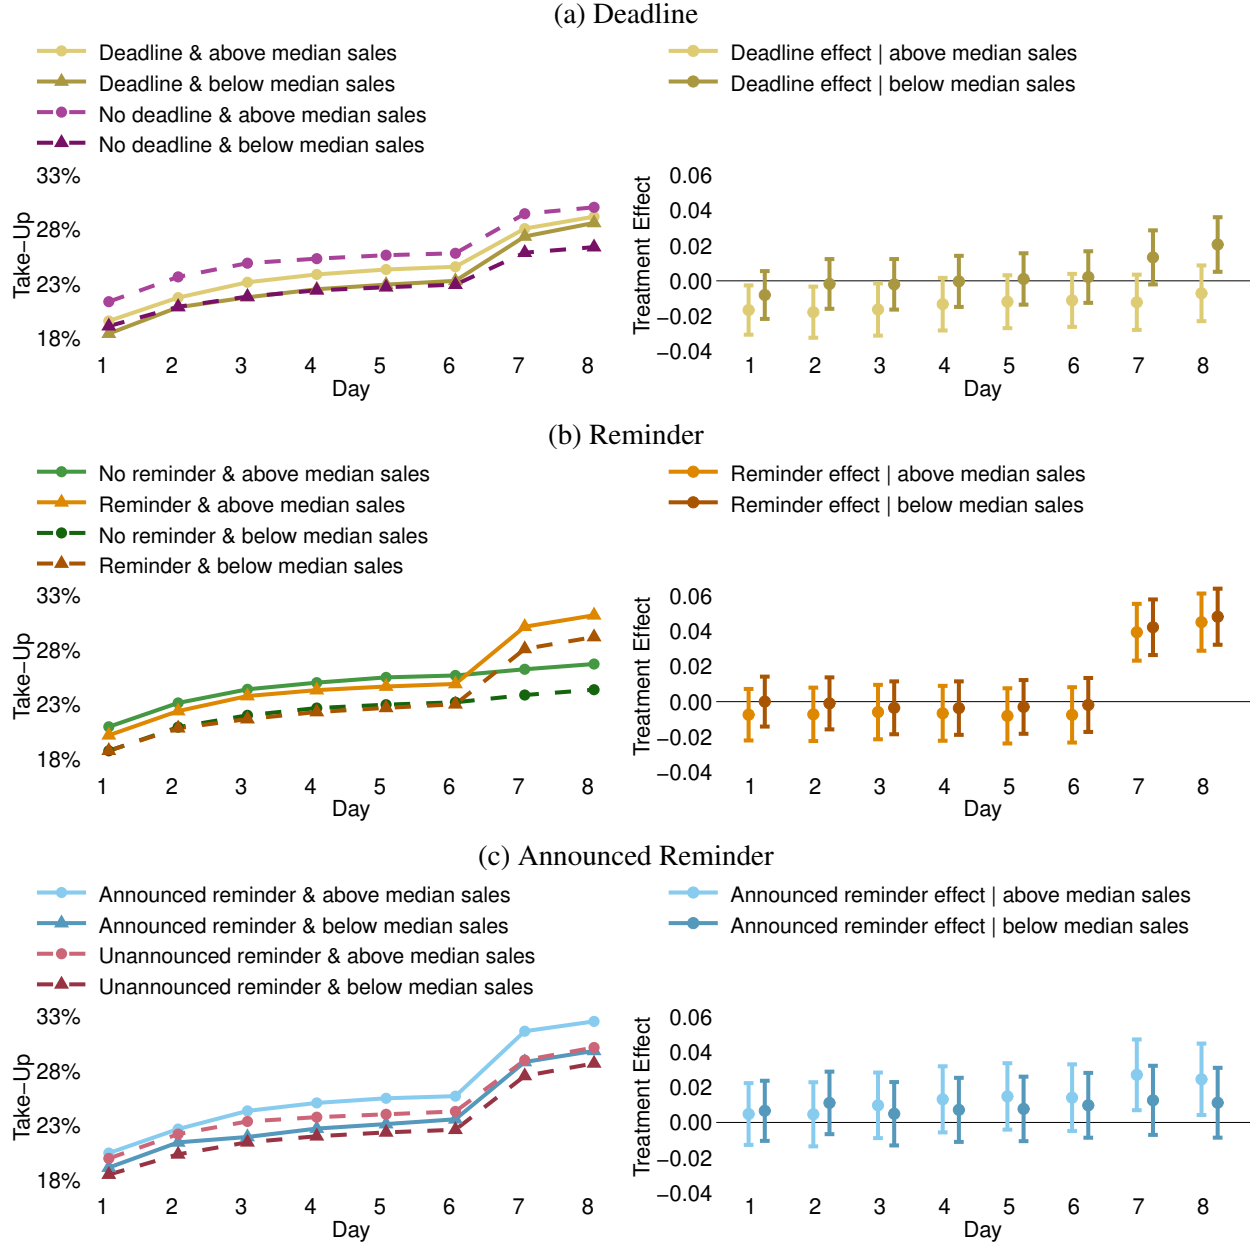 (a) Deadline
Deadline & above median sales
Deadline & below median sales
No deadline & above median sales
No deadline & below median sales
33%
28%
23%
18%
Take−Up
1 2 3 4 5 6 7 8
Day
Deadline effect | above median sales
Deadline effect | below median sales
0.06
0.04
0.02
0.00
−0.02
−0.04
Treatment Effect
1 2 3 4 5 6 7 8
Day
(b) Reminder
No reminder & above median sales
Reminder & above median sales
No reminder & below median sales
Reminder & below median sales
33%
28%
23%
18%
Take−Up
1 2 3 4 5 6 7 8
Day
Reminder effect | above median sales
Reminder effect | below median sales
0.06
0.04
0.02
0.00
−0.02
−0.04
Treatment Effect
1 2 3 4 5 6 7 8
Day
(c) Announced Reminder
Announced reminder & above median sales
Announced reminder & below median sales
Unannounced reminder & above median sales
Unannounced reminder & below median sales
33%
28%
23%
18%
Take−Up
1 2 3 4 5 6 7 8
Day
Announced reminder effect | above median sales
Announced reminder effect | below median sales
0.06
0.04
0.02
0.00
−0.02
−0.04
Treatment Effect
1 2 3 4 5 6 7 8
Day